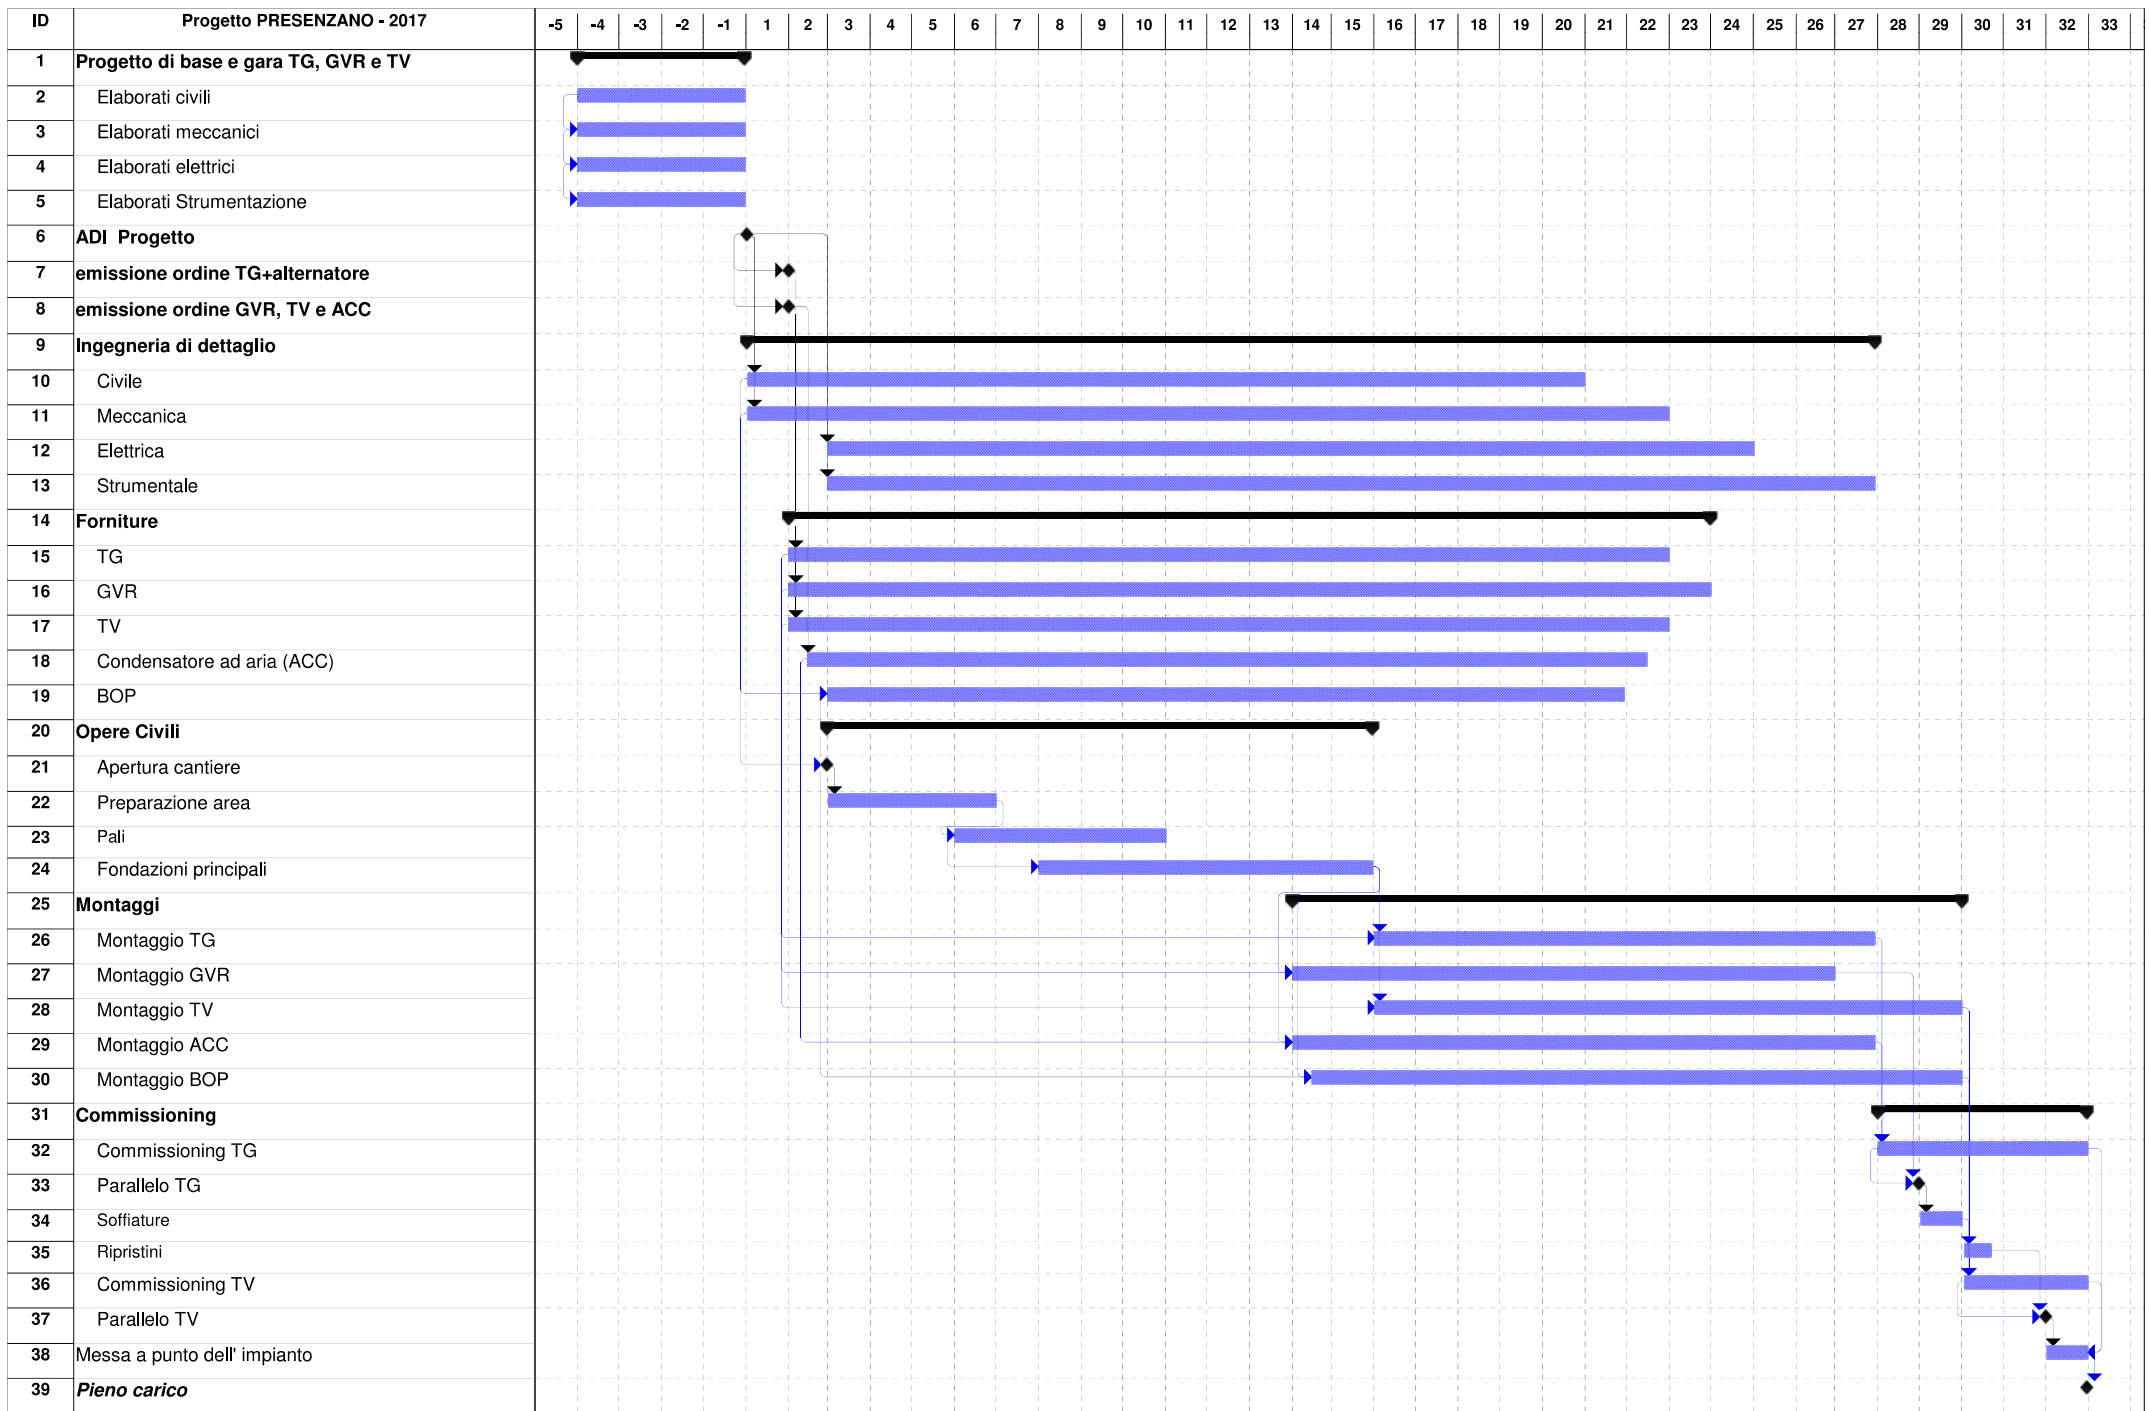 ID Progetto PRESENZANO - 2017 -5 -4 -3 -2 -1 1 2 3 4 5 6 7 8 9 10 11 12 13 14 15 16 17 18 19 20 21 22 23 24 25 26 27 28 29 30 31 32 33
1 Progetto di base e gara TG, GVR e TV
2 Elaborati civili
3 Elaborati meccanici
4 Elaborati elettrici
5 Elaborati Strumentazione
6 ADI Progetto
7 emissione ordine TG+alternatore
8 emissione ordine GVR, TV e ACC
9 Ingegneria di dettaglio
10 Civile
11 Meccanica
12 Elettrica
13 Strumentale
14 Forniture
15 TG
16 GVR
17 TV
18 Condensatore ad aria (ACC)
19 BOP
20 Opere Civili
21 Apertura cantiere
22 Preparazione area
23 Pali
24 Fondazioni principali
25 Montaggi
26 Montaggio TG
27 Montaggio GVR
28 Montaggio TV
29 Montaggio ACC
30 Montaggio BOP
31 Commissioning
32 Commissioning TG
33 Parallelo TG
34 Soffiature
35 Ripristini
36 Commissioning TV
37 Parallelo TV
38 Messa a punto dell' impianto
39 Pieno carico